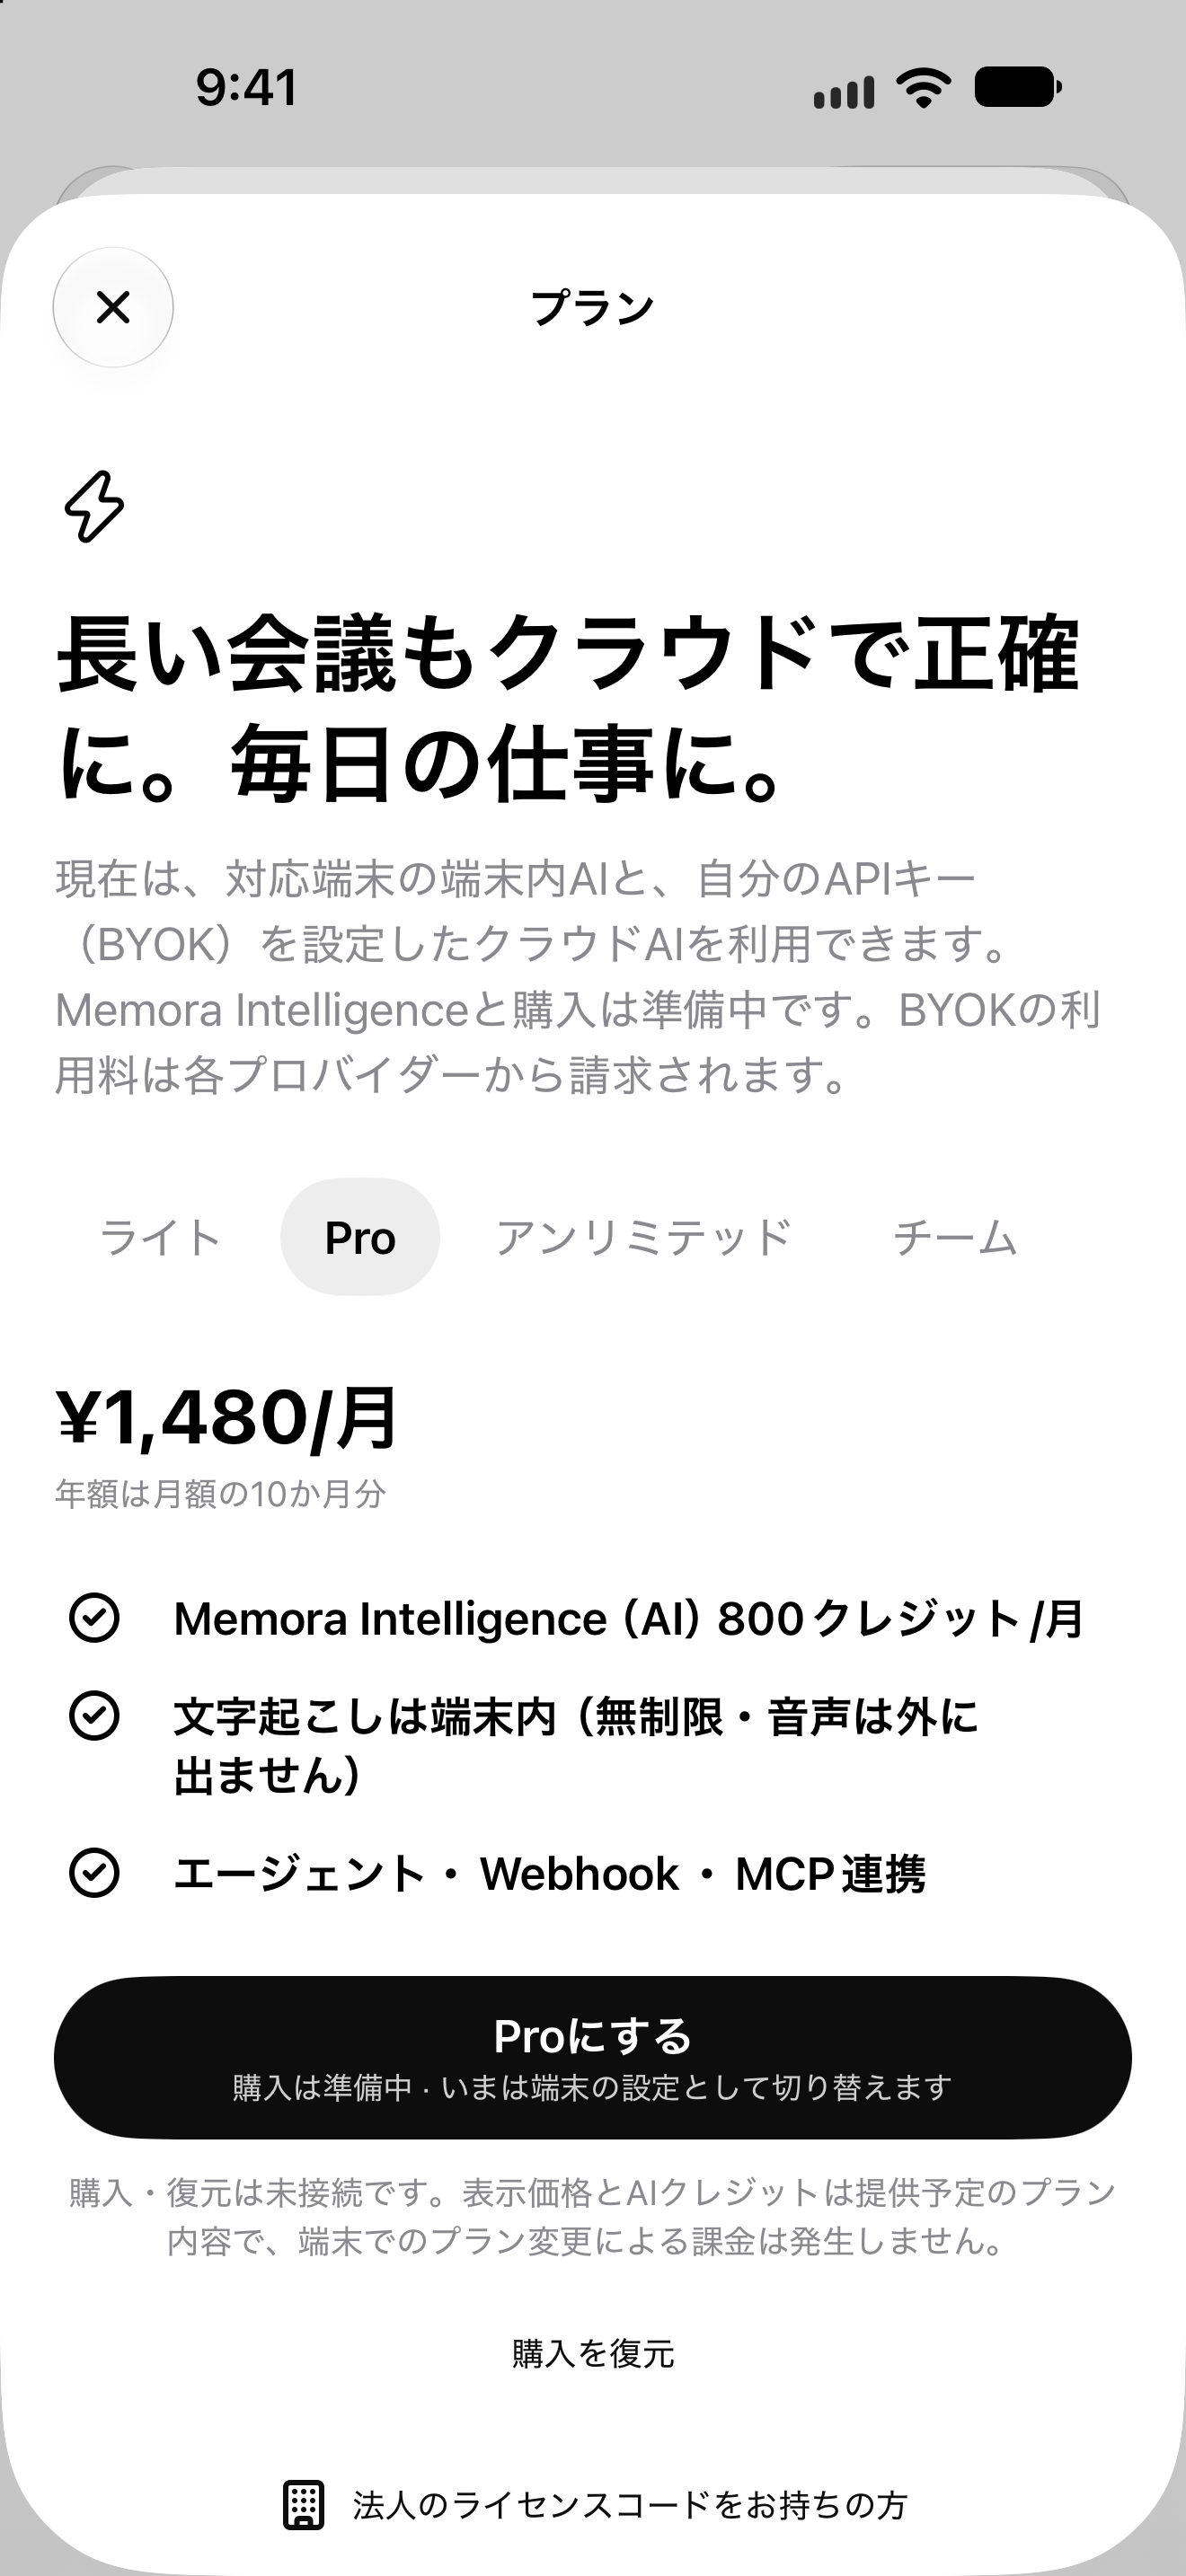 9:41
プラン
長い会議もクラウドで正確
に。毎日の仕事に。
現在は、対応端末の端末内AIと、自分のAPIキー
（BYOK）を設定したクラウドAIを利用できます。
Memora Intelligenceと購入は準備中です。BYOKの利
用料は各プロバイダーから請求されます。
ライト Pro アンリミテッド チーム
¥1,480/月
年額は月額の10か月分
Memora Intelligence（AI）800クレジット/月
文字起こしは端末内（無制限・音声は外に
出ません）
エージェント・Webhook・MCP連携
Proにする
購入は準備中 · いまは端末の設定として切り替えます
購入・復元は未接続です。表示価格とAIクレジットは提供予定のプラン
内容で、端末でのプラン変更による課金は発生しません。
購入を復元
法人のライセンスコードをお持ちの方